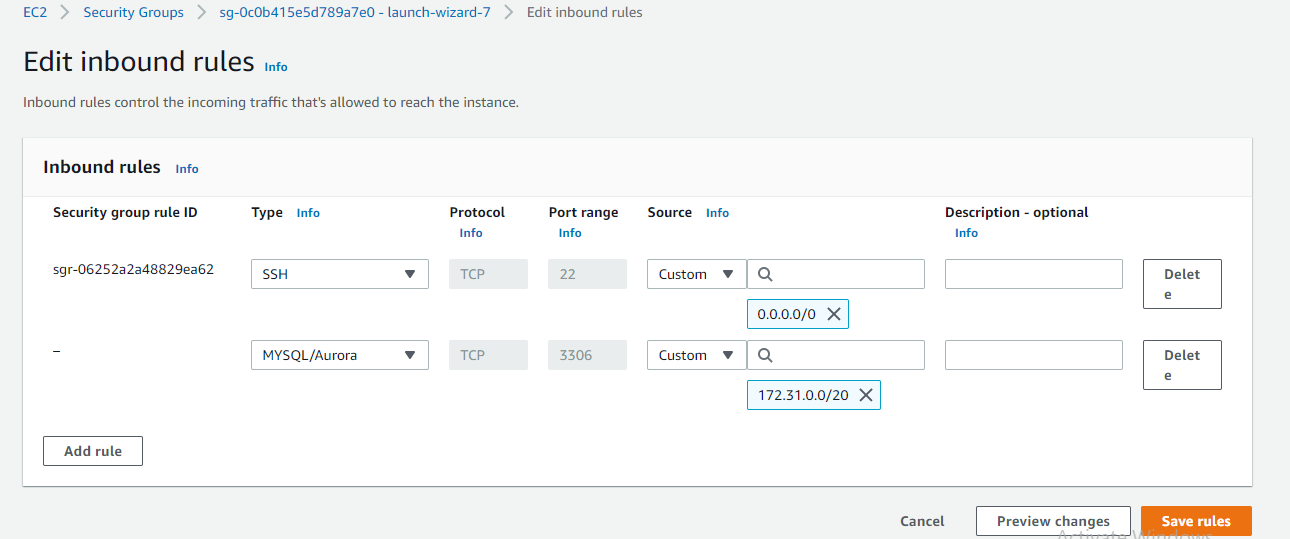 EC2 > Security Groups > sg-0c0b415e5d789a7e0 - launch-wizard-7 > Edit inbound rules
Edit inbound rules Info
Inbound rules control the incoming traffic that's allowed to reach the instance.
Inbound rules Info
Security group rule ID Type Info Protocol Info Port range Info Source Info Description - optional Info
sgr-06252a2a48829ea62 SSH TCP 22 Custom Delete
0.0.0.0/0
– MYSQL/Aurora TCP 3306 Custom Delete
172.31.0.0/20
Add rule
Cancel Preview changes Save rules
Activate Windows